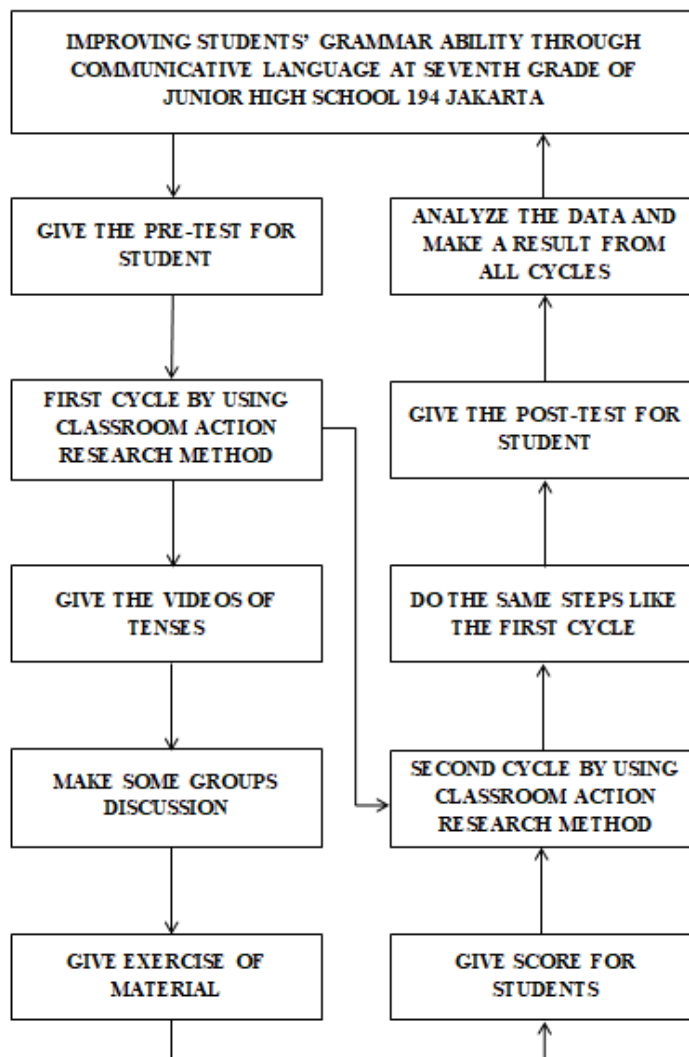 IMPROVING STUDENTS’ GRAMMAR ABILITY THROUGH
COMMUNICATIVE LANGUAGE AT SEVENTH GRADE OF
JUNIOR HIGH SCHOOL 194 JAKARTA
GIVE THE PRE-TEST FOR
STUDENT
FIRST CYCLE BY USING
CLASSROOM ACTION
RESEARCH METHOD
GIVE THE VIDEOS OF
TENSES
MAKE SOME GROUPS
DISCUSSION
GIVE EXERCISE OF
MATERIAL
ANALYZE THE DATA AND
MAKE A RESULT FROM
ALL CYCLES
GIVE THE POST-TEST FOR
STUDENT
DO THE SAME STEPS LIKE
THE FIRST CYCLE
SECOND CYCLE BY USING
CLASSROOM ACTION
RESEARCH METHOD
GIVE SCORE FOR
STUDENTS